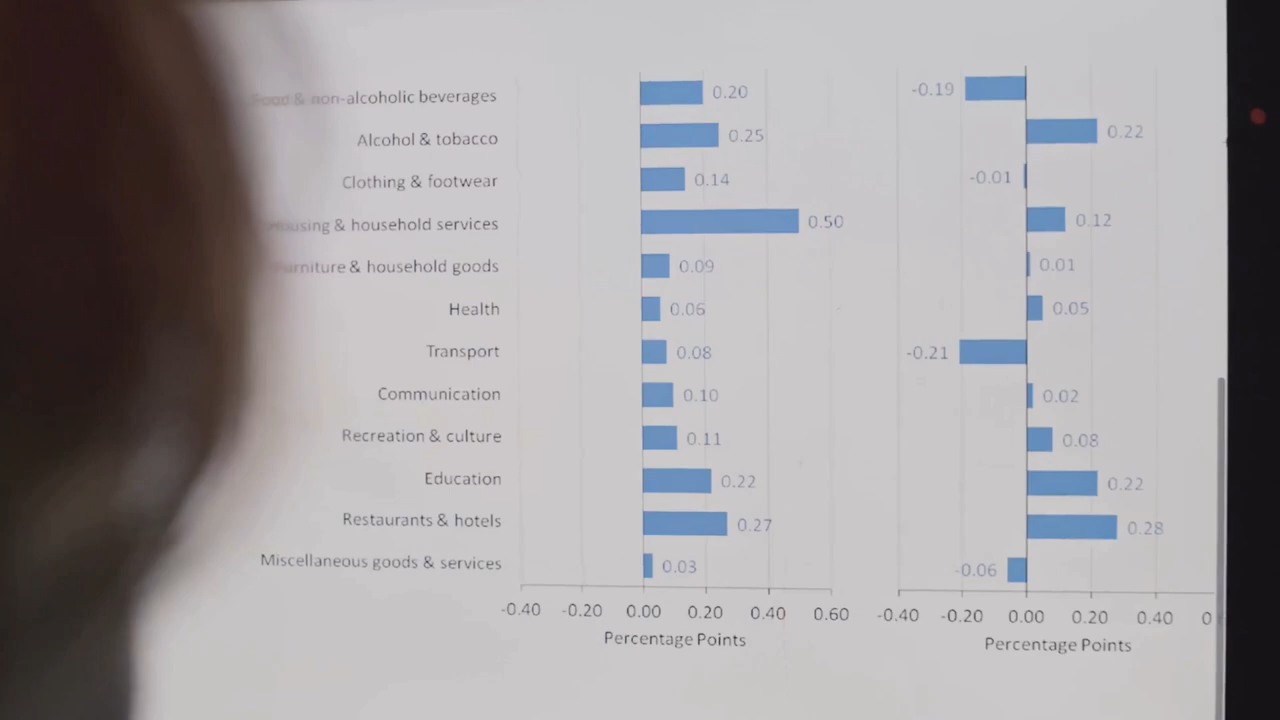 Food & non-alcoholic beverages 0.20 -0.19
Alcohol & tobacco 0.25 0.22
Clothing & footwear 0.14 -0.01
Housing & household services 0.50 0.12
Furniture & household goods 0.09 0.01
Health 0.06 0.05
Transport 0.08 -0.21
Communication 0.10 0.02
Recreation & culture 0.11 0.08
Education 0.22 0.22
Restaurants & hotels 0.27 0.28
Miscellaneous goods & services 0.03 -0.06
-0.40 -0.20 0.00 0.20 0.40 0.60 -0.40 -0.20 0.00 0.20 0.40 0
Percentage Points Percentage Points